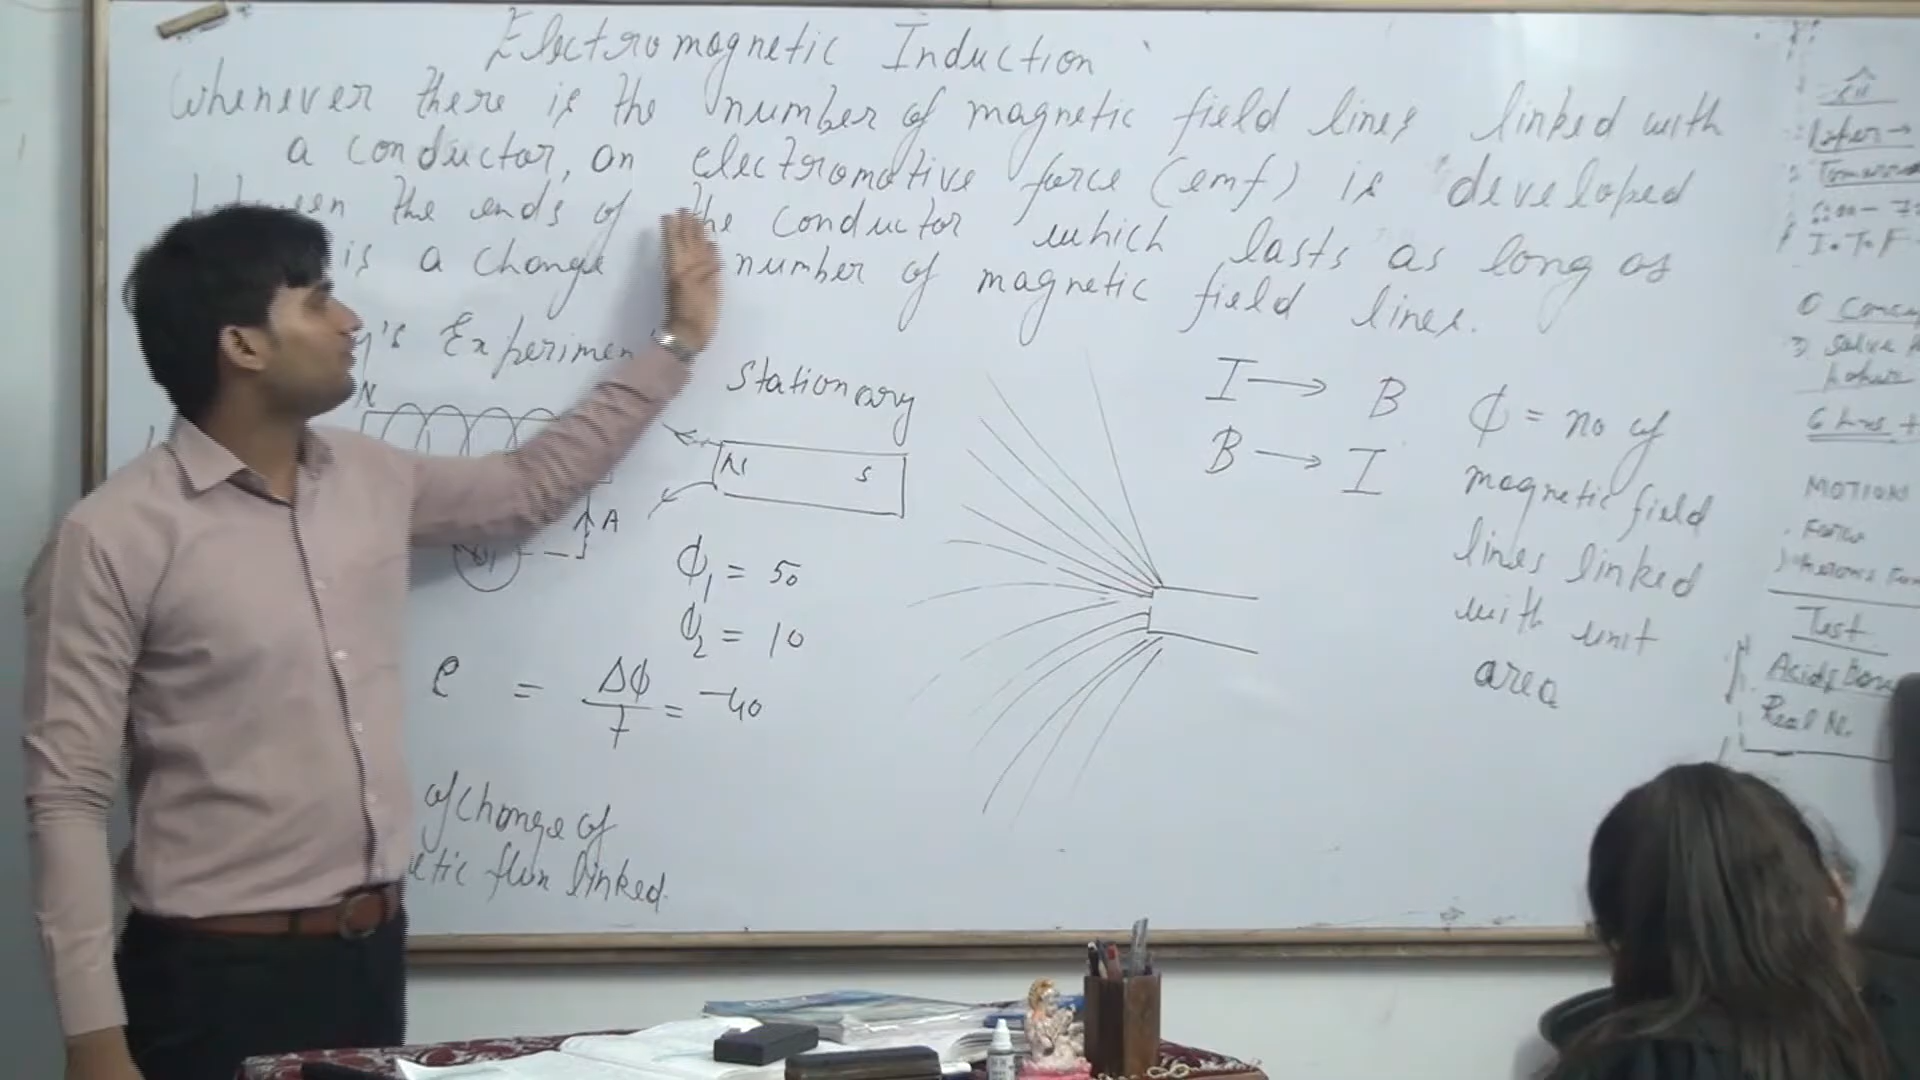 Electromagnetic Induction
Whenever there is the number of magnetic field lines linked with
a conductor, an electromotive force (emf) is developed
the ends of the conductor which lasts as long as
is a change number of magnetic field lines.
's Experimen
N
Stationary
N S
A
I → B
B → I
ϕ = no of
magnetic field
lines linked
with unit
area
ϕ1 = 50
ϕ2 = 10
e = Δϕ/t = -40
of change of
etic flux linked.
I.T.F
MOTION
Force
Test
Acids
Real N.